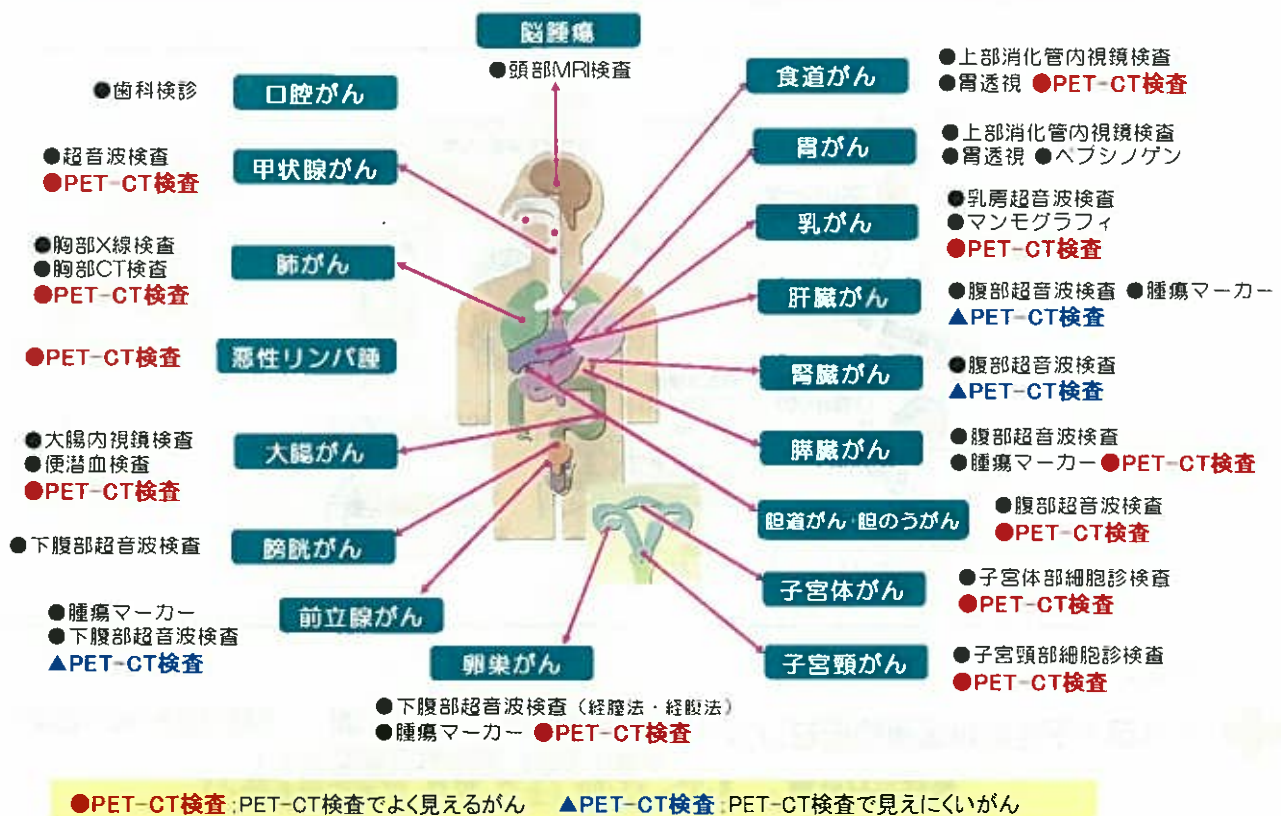 脳腫瘍
●頭部MRI検査
口腔がん
●歯科検診
甲状腺がん
●超音波検査
●PET-CT検査
肺がん
●胸部X線検査
●胸部CT検査
●PET-CT検査
悪性リンパ腫
●PET-CT検査
大腸がん
●大腸内視鏡検査
●便潜血検査
●PET-CT検査
膀胱がん
●下腹部超音波検査
前立腺がん
●腫瘍マーカー
●下腹部超音波検査
▲PET-CT検査
卵巣がん
●下腹部超音波検査（経膣法・経腹法）
●腫瘍マーカー ●PET-CT検査
食道がん
●上部消化管内視鏡検査
●胃透視 ●PET-CT検査
胃がん
●上部消化管内視鏡検査
●胃透視 ●ペプシノゲン
乳がん
●乳房超音波検査
●マンモグラフィ
●PET-CT検査
肝臓がん
●腹部超音波検査 ●腫瘍マーカー
▲PET-CT検査
腎臓がん
●腹部超音波検査
▲PET-CT検査
膵臓がん
●腹部超音波検査
●腫瘍マーカー ●PET-CT検査
胆道がん・胆のうがん
●腹部超音波検査
●PET-CT検査
子宮体がん
●子宮体部細胞診検査
●PET-CT検査
子宮頸がん
●子宮頸部細胞診検査
●PET-CT検査
●PET-CT検査:PET-CT検査でよく見えるがん ▲PET-CT検査:PET-CT検査で見えにくいがん